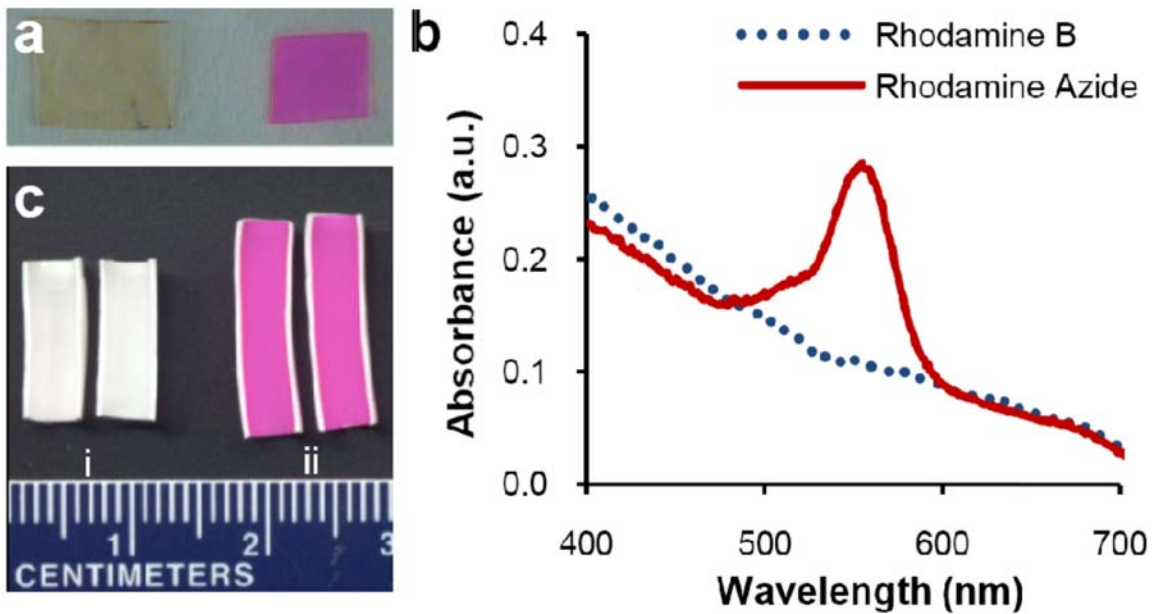 a
b
0.4
0.3
0.2
0.1
0.0
Absorbance (a.u.)
Rhodamine B
Rhodamine Azide
400 500 600 700
Wavelength (nm)
c
i ii
1 2 3
CENTIMETERS